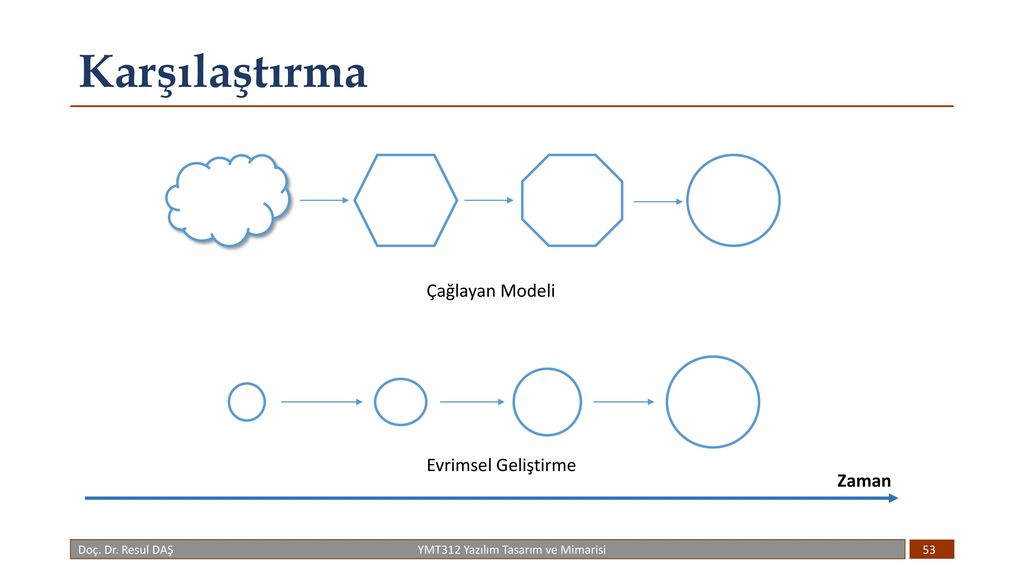 Karşılaştırma
Çağlayan Modeli
Evrimsel Geliştirme
Zaman
Doç. Dr. Resul DAŞ
YMT312 Yazılım Tasarım ve Mimarisi
53